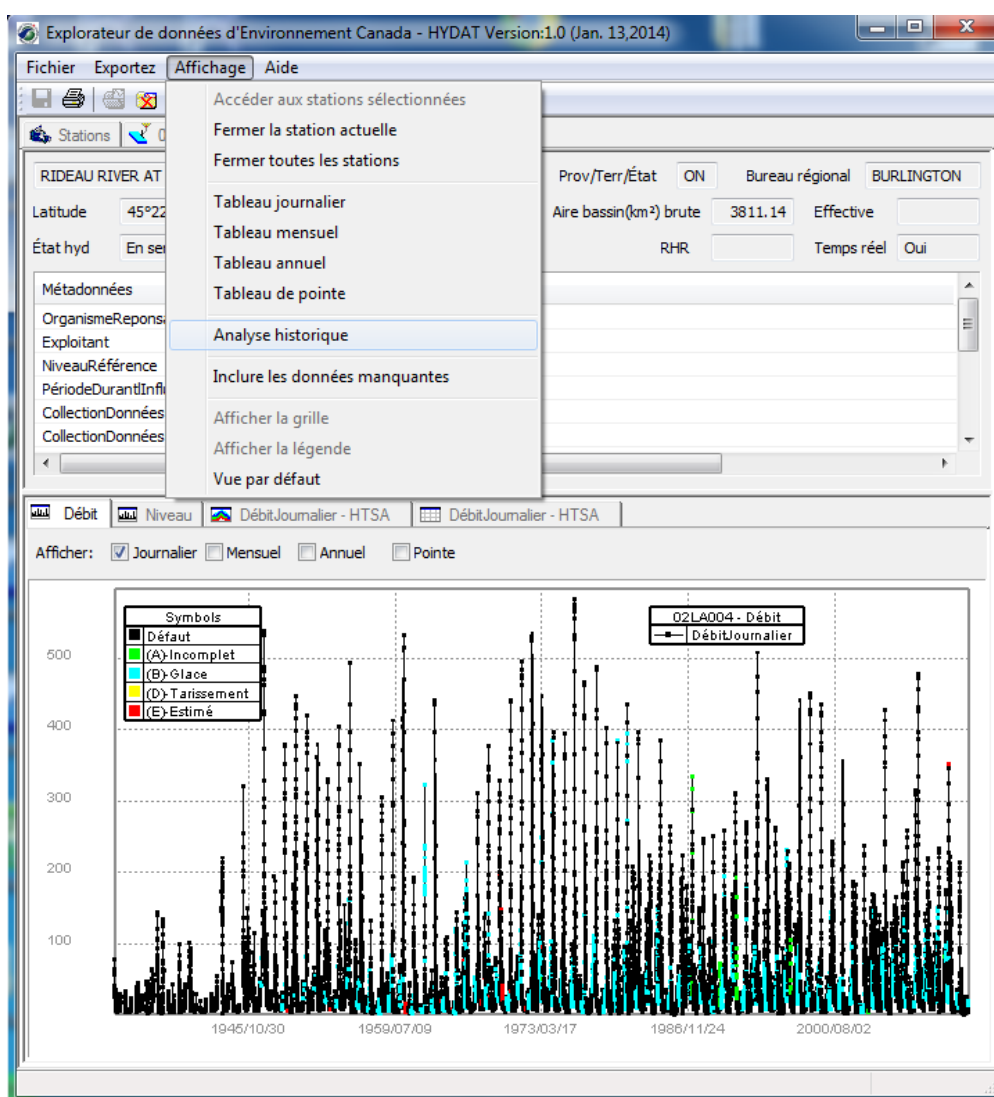 Explorateur de données d'Environnement Canada - HYDAT Version:1.0 (Jan. 13,2014)
Fichier Exportez Affichage Aide
Accéder aux stations sélectionnées
Fermer la station actuelle
Fermer toutes les stations
Tableau journalier
Tableau mensuel
Tableau annuel
Tableau de pointe
Analyse historique
Inclure les données manquantes
Afficher la grille
Afficher la légende
Vue par défaut
Stations 0
RIDEAU RIVER AT Prov/Terr/État ON Bureau régional BURLINGTON
Latitude 45°22 Aire bassin(km²) brute 3811.14 Effective
État hyd En ser RHR Temps réel Oui
Métadonnées
OrganismeReponsa
Exploitant
NiveauRéférence
PériodeDurantlInflu
CollectionDonnées
CollectionDonnées
Débit Niveau DébitJournalier - HTSA DébitJournalier - HTSA
Afficher: Journalier Mensuel Annuel Pointe
Symbols
Défaut
(A)-Incomplet
(B)-Glace
(D)-Tarissement
(E)-Estimé
02LA004 - Débit
DébitJournalier
500
400
300
200
100
1945/10/30 1959/07/09 1973/03/17 1986/11/24 2000/08/02